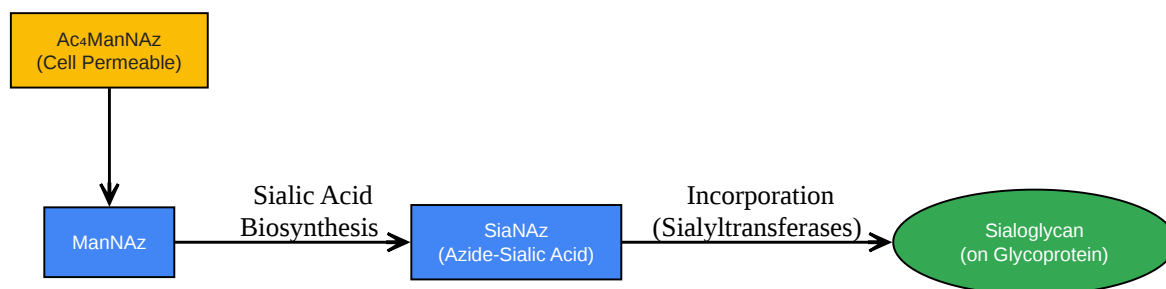 Ac₄ManNAz
(Cell Permeable)
ManNAz
Sialic Acid
Biosynthesis
SiaNAz
(Azide-Sialic Acid)
Incorporation
(Sialyltransferases)
Sialoglycan
(on Glycoprotein)